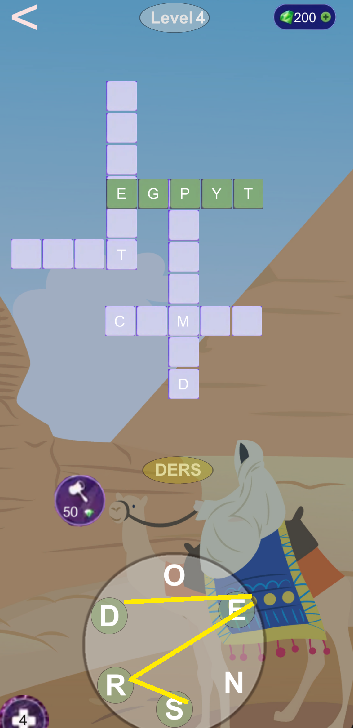 <
Level 4
200 +
E G P Y T
T
C M
D
DERS
50
O
D E
R N
S
4